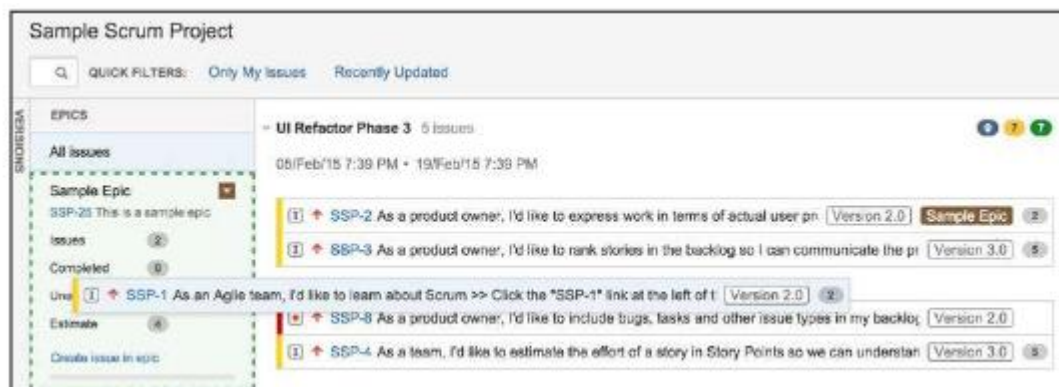 Sample Scrum Project
QUICK FILTERS: Only My Issues Recently Updated
VERSIONS
EPICS
All issues
Sample Epic
SSP-25 This is a sample epic
Issues 2
Completed 0
Una
Estimate 4
Create issue in epic
UI Refactor Phase 3 5 issues
0 7 7
05/Feb/15 7:39 PM • 19/Feb/15 7:39 PM
SSP-2 As a product owner, I'd like to express work in terms of actual user pr Version 2.0 Sample Epic 2
SSP-3 As a product owner, I'd like to rank stories in the backlog so I can communicate the pr Version 3.0 5
SSP-1 As an Agile team, I'd like to learn about Scrum >> Click the "SSP-1" link at the left of t Version 2.0 2
SSP-8 As a product owner, I'd like to include bugs, tasks and other issue types in my backlog Version 2.0
SSP-4 As a team, I'd like to estimate the effort of a story in Story Points so we can understan Version 3.0 5